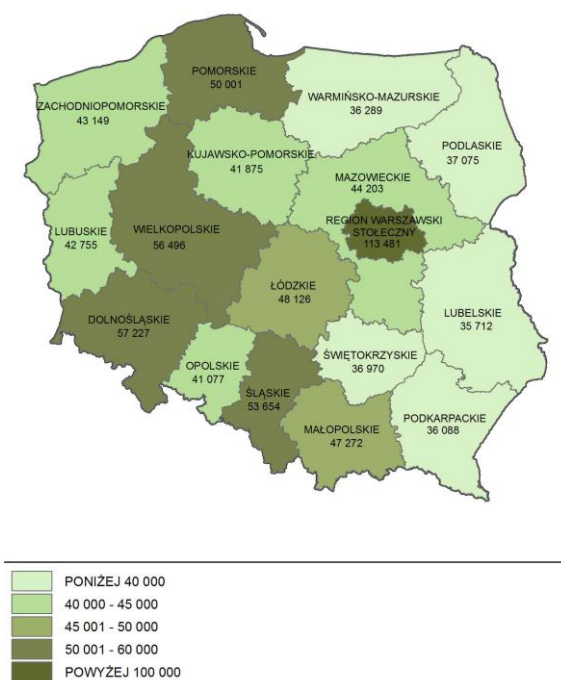 POMORSKIE
50 001
WARMIŃSKO-MAZURSKIE
36 289
ZACHODNIOPOMORSKIE
43 149
PODLASKIE
37 075
KUJAWSKO-POMORSKIE
41 875
MAZOWIECKIE
44 203
REGION WARSZAWSKI
STOŁECZNY
113 481
LUBUSKIE
42 755
WIELKOPOLSKIE
56 496
ŁÓDZKIE
48 126
LUBELSKIE
35 712
DOLNOŚLĄSKIE
57 227
OPOLSKIE
41 077
ŚWIĘTOKRZYSKIE
36 970
ŚLĄSKIE
53 654
MAŁOPOLSKIE
47 272
PODKARPACKIE
36 088
PONIŻEJ 40 000
40 000 - 45 000
45 001 - 50 000
50 001 - 60 000
POWYŻEJ 100 000